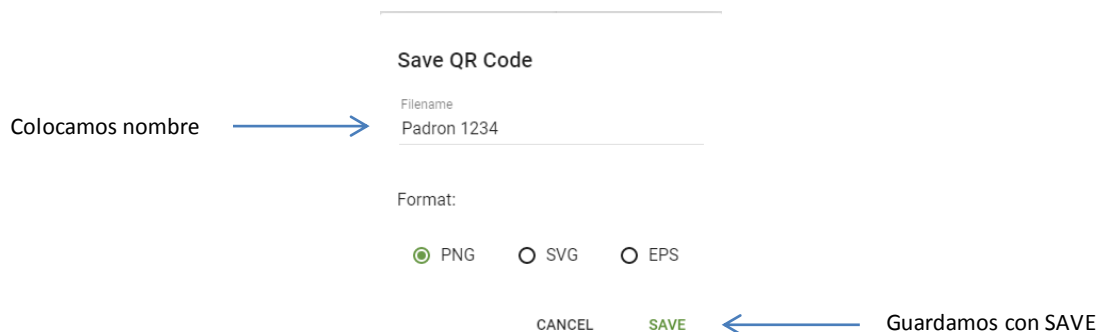 Save QR Code
Filename
Colocamos nombre
Padron 1234
Format:
PNG SVG EPS
CANCEL SAVE
Guardamos con SAVE